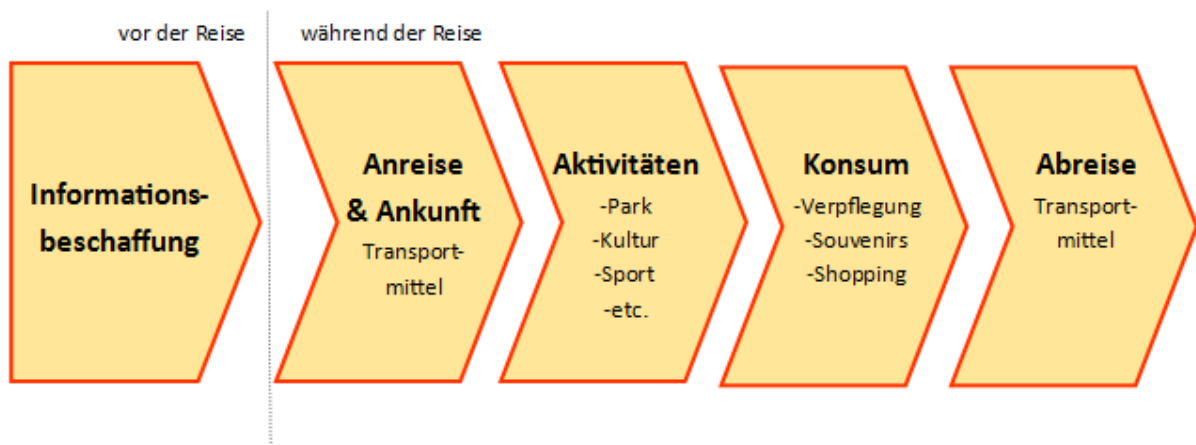 vor der Reise
während der Reise
Informations-
beschaffung
Anreise
& Ankunft
Transport-
mittel
Aktivitäten
-Park
-Kultur
-Sport
-etc.
Konsum
-Verpflegung
-Souvenirs
-Shopping
Abreise
Transport-
mittel